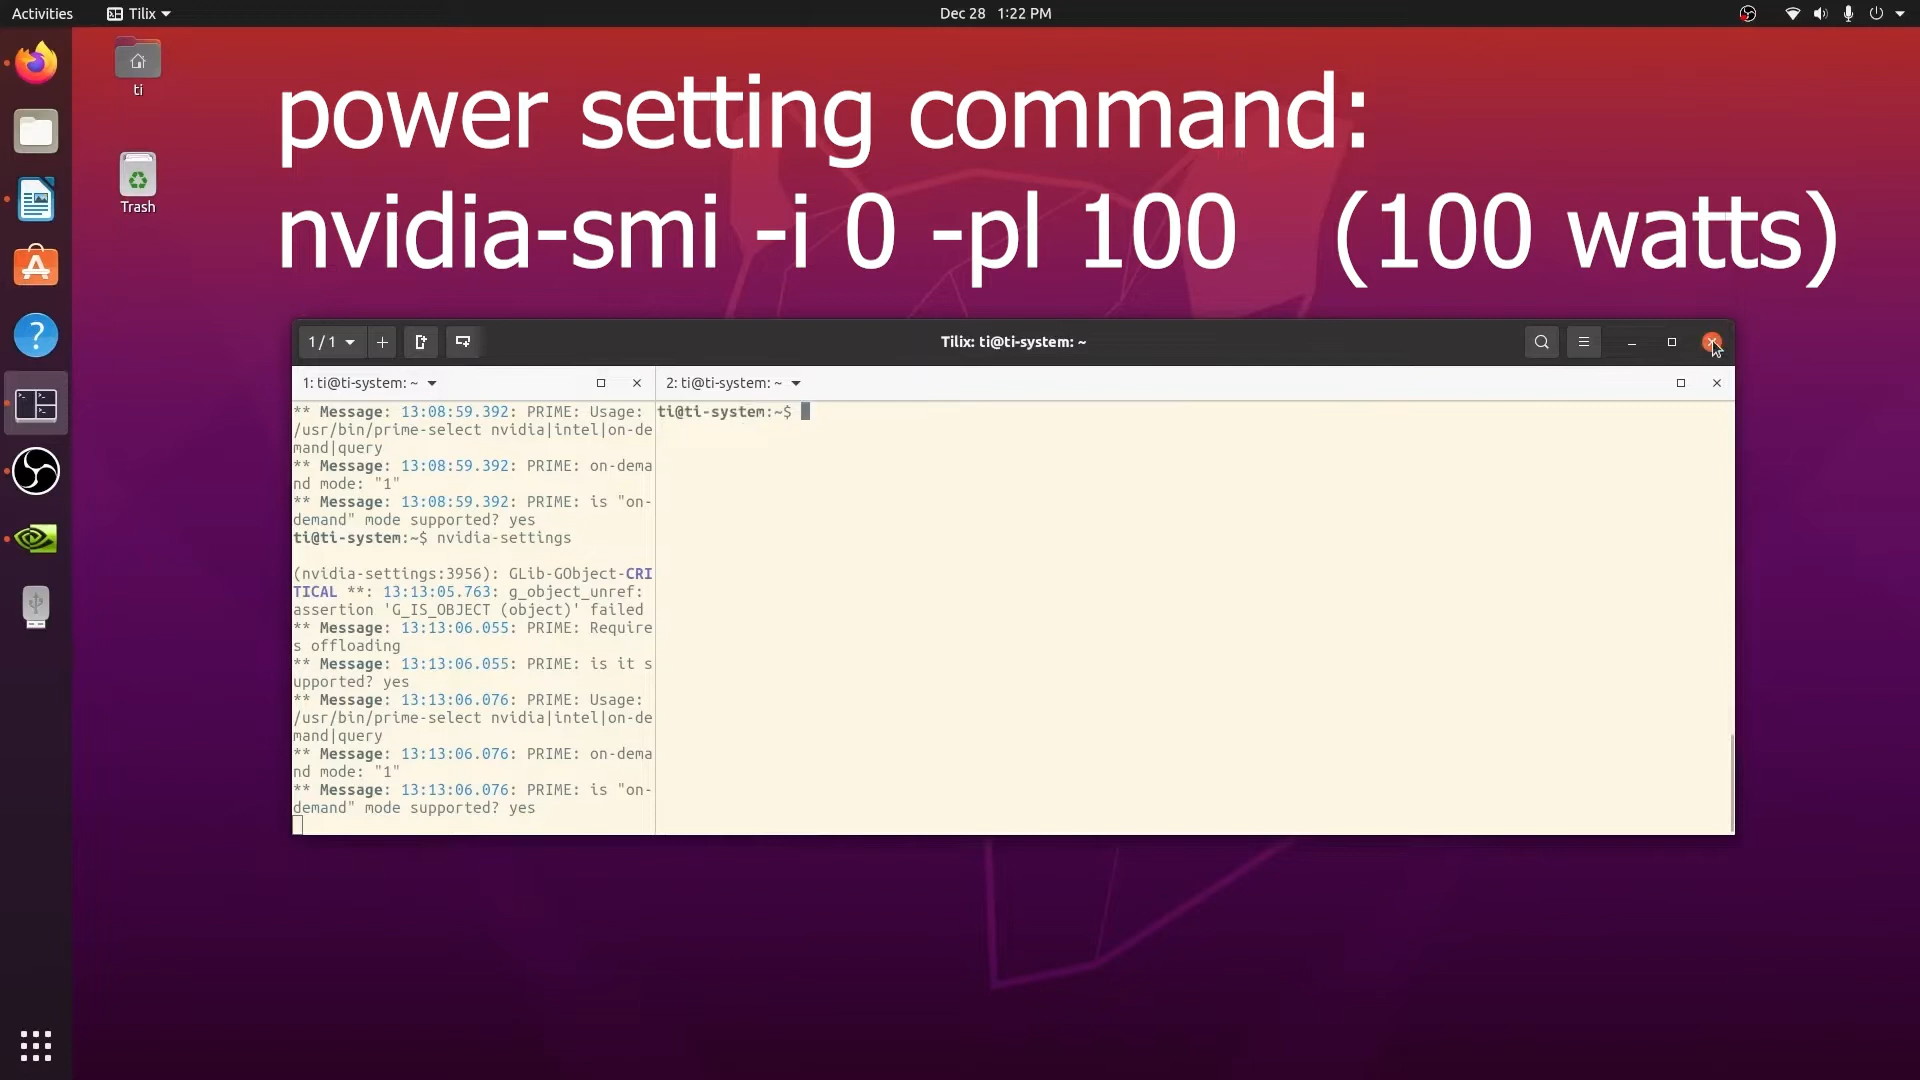 Activities
Tilix
Dec 28 1:22 PM
ti
Trash
power setting command:
nvidia-smi -i 0 -pl 100 (100 watts)
1 / 1
Tilix: ti@ti-system: ~
1: ti@ti-system: ~
2: ti@ti-system: ~
** Message: 13:08:59.392: PRIME: Usage:
/usr/bin/prime-select nvidia|intel|on-de
mand|query
** Message: 13:08:59.392: PRIME: on-dema
nd mode: "1"
** Message: 13:08:59.392: PRIME: is "on-
demand" mode supported? yes
ti@ti-system:~$ nvidia-settings
(nvidia-settings:3956): GLib-GObject-CRI
TICAL **: 13:13:05.763: g_object_unref:
assertion 'G_IS_OBJECT (object)' failed
** Message: 13:13:06.055: PRIME: Require
s offloading
** Message: 13:13:06.055: PRIME: is it s
upported? yes
** Message: 13:13:06.076: PRIME: Usage:
/usr/bin/prime-select nvidia|intel|on-de
mand|query
** Message: 13:13:06.076: PRIME: on-dema
nd mode: "1"
** Message: 13:13:06.076: PRIME: is "on-
demand" mode supported? yes
ti@ti-system:~$